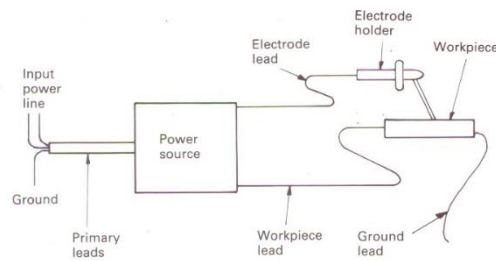 Electrode
holder
Workpiece
Electrode
lead
Input
power
line
Power
source
Ground
Primary
leads
Workpiece
lead
Ground
lead